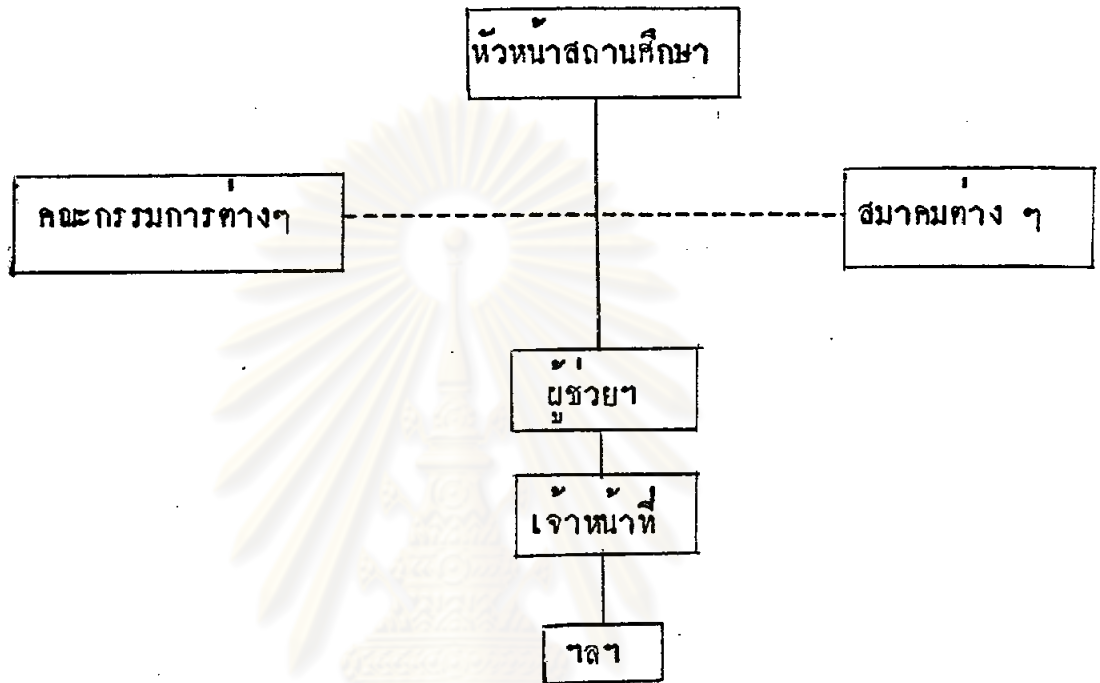 หัวหน้าสถานศึกษา
คณะกรรมการต่างๆ
สมาคมต่าง ๆ
ผู้ช่วยฯ
เจ้าหน้าที่
ฯลฯ